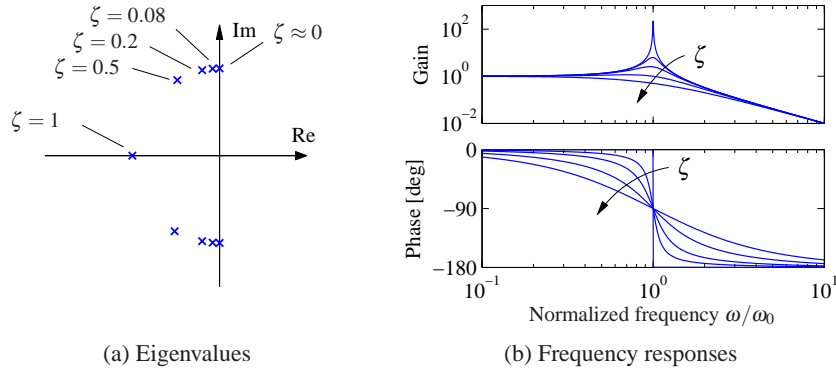 ζ = 0.08
Im
ζ ≈ 0
ζ = 0.2
ζ = 0.5
ζ = 1
Re
(a) Eigenvalues
10^2
10^0
10^-2
Gain
ζ
0
-90
-180
Phase [deg]
ζ
10^-1
10^0
10^1
Normalized frequency ω/ω_0
(b) Frequency responses